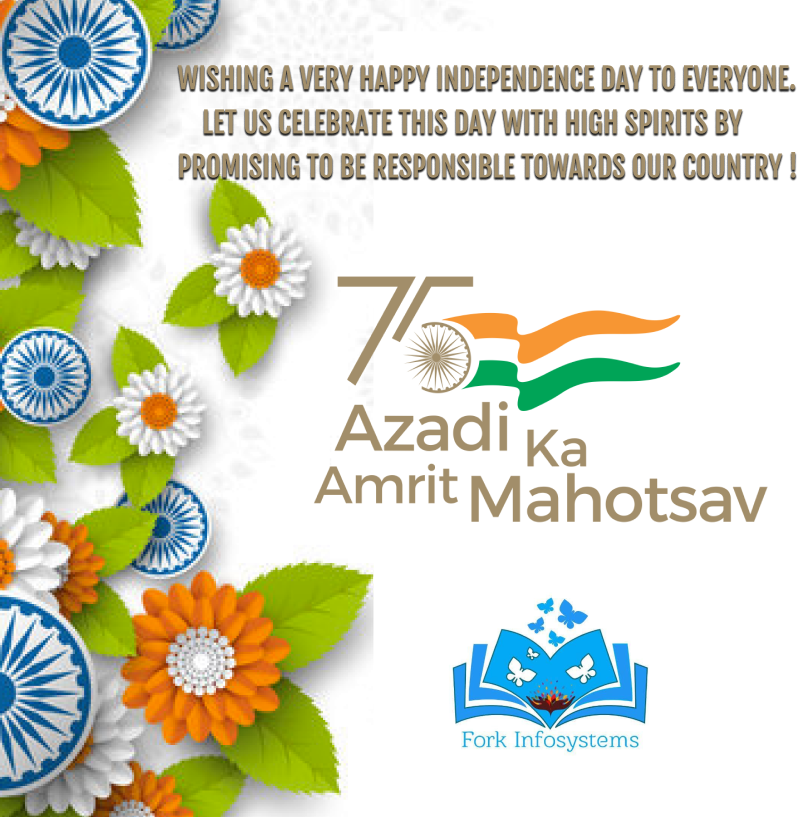 WISHING A VERY HAPPY INDEPENDENCE DAY TO EVERYONE.
LET US CELEBRATE THIS DAY WITH HIGH SPIRITS BY
PROMISING TO BE RESPONSIBLE TOWARDS OUR COUNTRY !
75
Azadi Ka
Amrit Mahotsav
Fork Infosystems